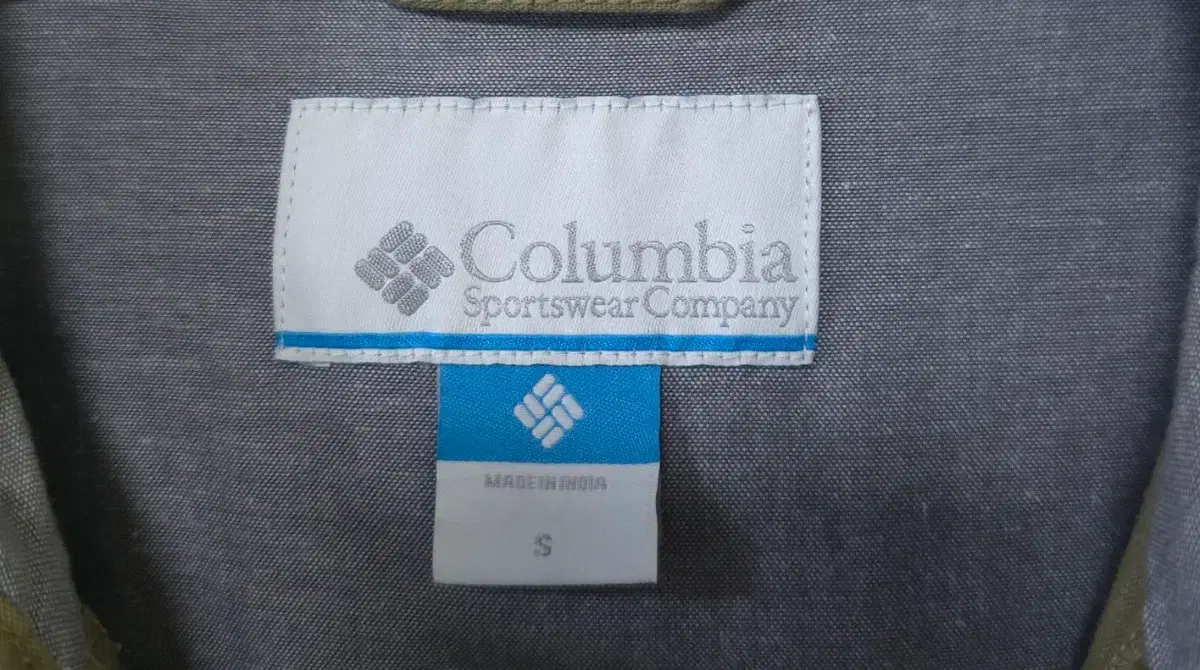 Columbia
Sportswear Company
MADE IN INDIA
S